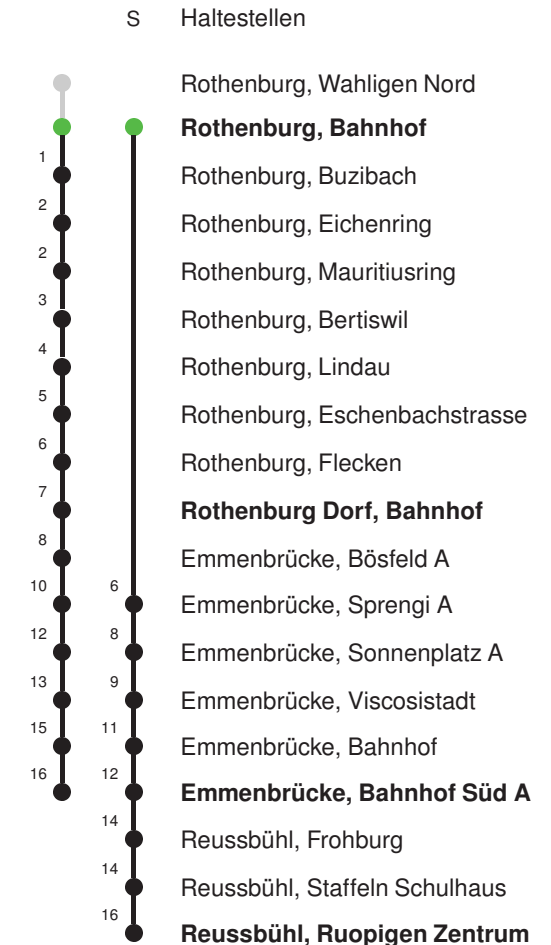 S Haltestellen
Rothenburg, Wahligen Nord
Rothenburg, Bahnhof
1 Rothenburg, Buzibach
2 Rothenburg, Eichenring
2 Rothenburg, Mauritiusring
3 Rothenburg, Bertiswil
4 Rothenburg, Lindau
5 Rothenburg, Eschenbachstrasse
6 Rothenburg, Flecken
7 Rothenburg Dorf, Bahnhof
8 Emmenbrücke, Bösfeld A
10 6 Emmenbrücke, Sprengi A
12 8 Emmenbrücke, Sonnenplatz A
13 9 Emmenbrücke, Viscosistadt
15 11 Emmenbrücke, Bahnhof
16 12 Emmenbrücke, Bahnhof Süd A
14 Reussbühl, Frohburg
14 Reussbühl, Staffeln Schulhaus
16 Reussbühl, Ruopigen Zentrum